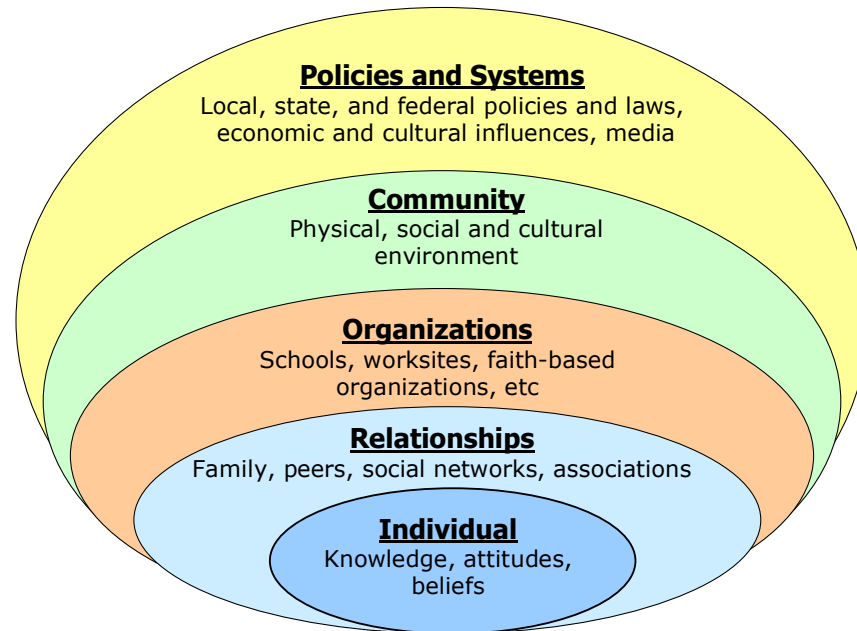 Policies and Systems
Local, state, and federal policies and laws,
economic and cultural influences, media
Community
Physical, social and cultural
environment
Organizations
Schools, worksites, faith-based
organizations, etc
Relationships
Family, peers, social networks, associations
Individual
Knowledge, attitudes,
beliefs